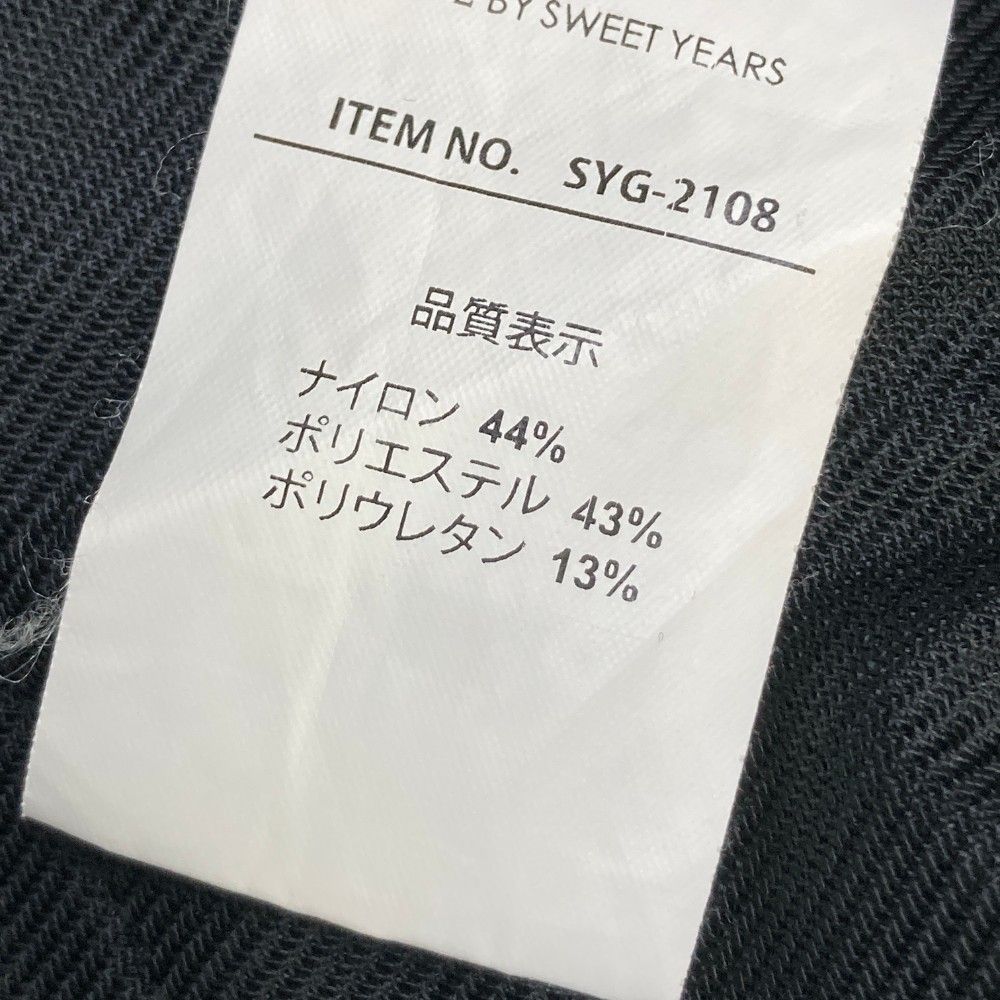 BY SWEET YEARS
ITEM NO. SYG-2108
品質表示
ナイロン 44%
ポリエステル 43%
ポリウレタン 13%